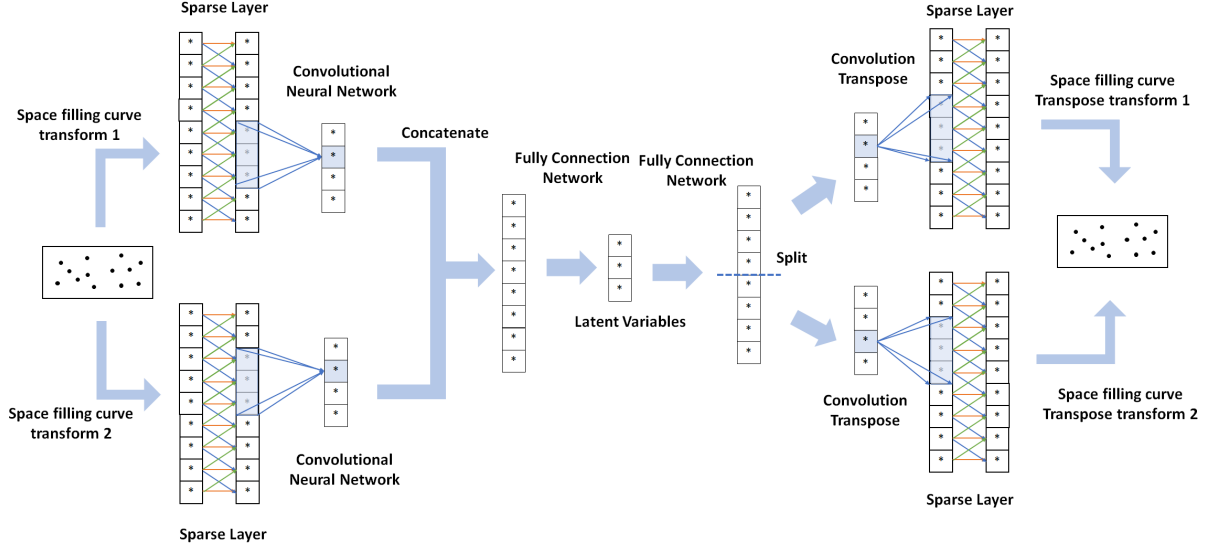 Sparse Layer
Convolutional
Neural Network
Space filling curve
transform 1
Concatenate
Space filling curve
transform 2
Convolutional
Neural Network
Sparse Layer
Fully Connection
Network
Latent Variables
Fully Connection
Network
Split
Sparse Layer
Convolution
Transpose
Space filling curve
Transpose transform 1
Convolution
Transpose
Space filling curve
Transpose transform 2
Sparse Layer